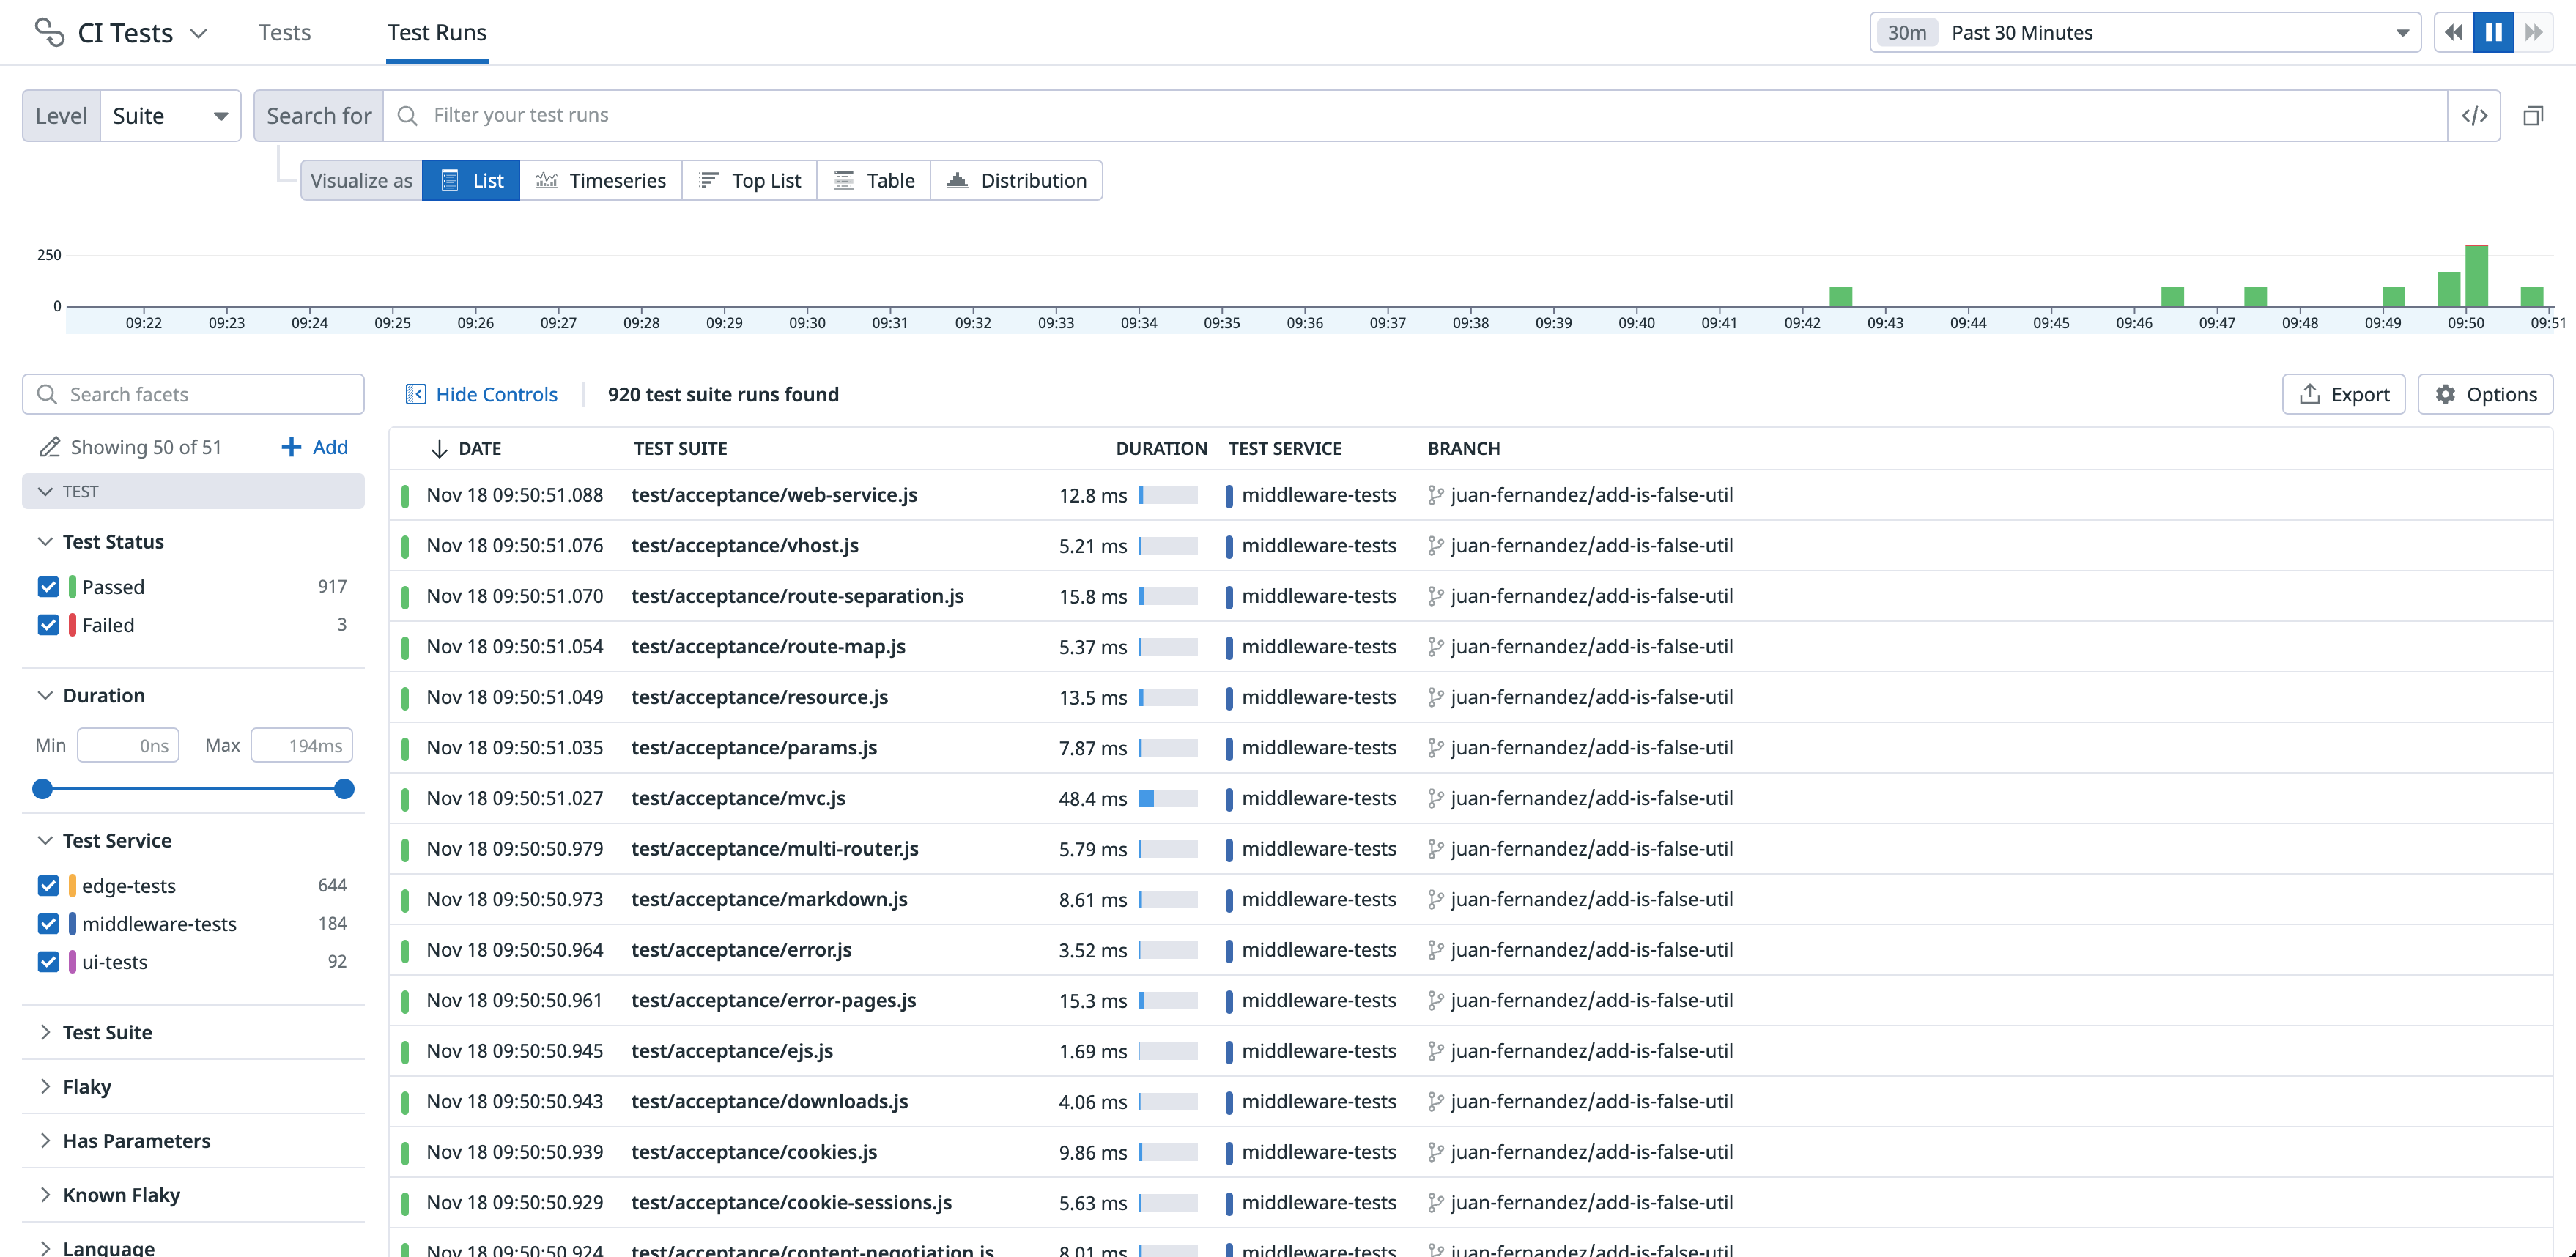 CI Tests Tests Test Runs 30m Past 30 Minutes
Level Suite Search for Filter your test runs </>
Visualize as List Timeseries Top List Table Distribution
250
0
09:22 09:23 09:24 09:25 09:26 09:27 09:28 09:29 09:30 09:31 09:32 09:33 09:34 09:35 09:36 09:37 09:38 09:39 09:40 09:41 09:42 09:43 09:44 09:45 09:46 09:47 09:48 09:49 09:50 09:51
Search facets
Showing 50 of 51 Add
TEST
Test Status
Passed 917
Failed 3
Duration
Min 0ns Max 194ms
Test Service
edge-tests 644
middleware-tests 184
ui-tests 92
Test Suite
Flaky
Has Parameters
Known Flaky
Language
Hide Controls 920 test suite runs found Export Options
DATE TEST SUITE DURATION TEST SERVICE BRANCH
Nov 18 09:50:51.088 test/acceptance/web-service.js 12.8 ms middleware-tests juan-fernandez/add-is-false-util
Nov 18 09:50:51.076 test/acceptance/vhost.js 5.21 ms middleware-tests juan-fernandez/add-is-false-util
Nov 18 09:50:51.070 test/acceptance/route-separation.js 15.8 ms middleware-tests juan-fernandez/add-is-false-util
Nov 18 09:50:51.054 test/acceptance/route-map.js 5.37 ms middleware-tests juan-fernandez/add-is-false-util
Nov 18 09:50:51.049 test/acceptance/resource.js 13.5 ms middleware-tests juan-fernandez/add-is-false-util
Nov 18 09:50:51.035 test/acceptance/params.js 7.87 ms middleware-tests juan-fernandez/add-is-false-util
Nov 18 09:50:51.027 test/acceptance/mvc.js 48.4 ms middleware-tests juan-fernandez/add-is-false-util
Nov 18 09:50:50.979 test/acceptance/multi-router.js 5.79 ms middleware-tests juan-fernandez/add-is-false-util
Nov 18 09:50:50.973 test/acceptance/markdown.js 8.61 ms middleware-tests juan-fernandez/add-is-false-util
Nov 18 09:50:50.964 test/acceptance/error.js 3.52 ms middleware-tests juan-fernandez/add-is-false-util
Nov 18 09:50:50.961 test/acceptance/error-pages.js 15.3 ms middleware-tests juan-fernandez/add-is-false-util
Nov 18 09:50:50.945 test/acceptance/ejs.js 1.69 ms middleware-tests juan-fernandez/add-is-false-util
Nov 18 09:50:50.943 test/acceptance/downloads.js 4.06 ms middleware-tests juan-fernandez/add-is-false-util
Nov 18 09:50:50.939 test/acceptance/cookies.js 9.86 ms middleware-tests juan-fernandez/add-is-false-util
Nov 18 09:50:50.929 test/acceptance/cookie-sessions.js 5.63 ms middleware-tests juan-fernandez/add-is-false-util
Nov 18 09:50:50.924 test/acceptance/content-negotiation.js 8.01 ms middleware-tests juan-fernandez/add-is-false-util